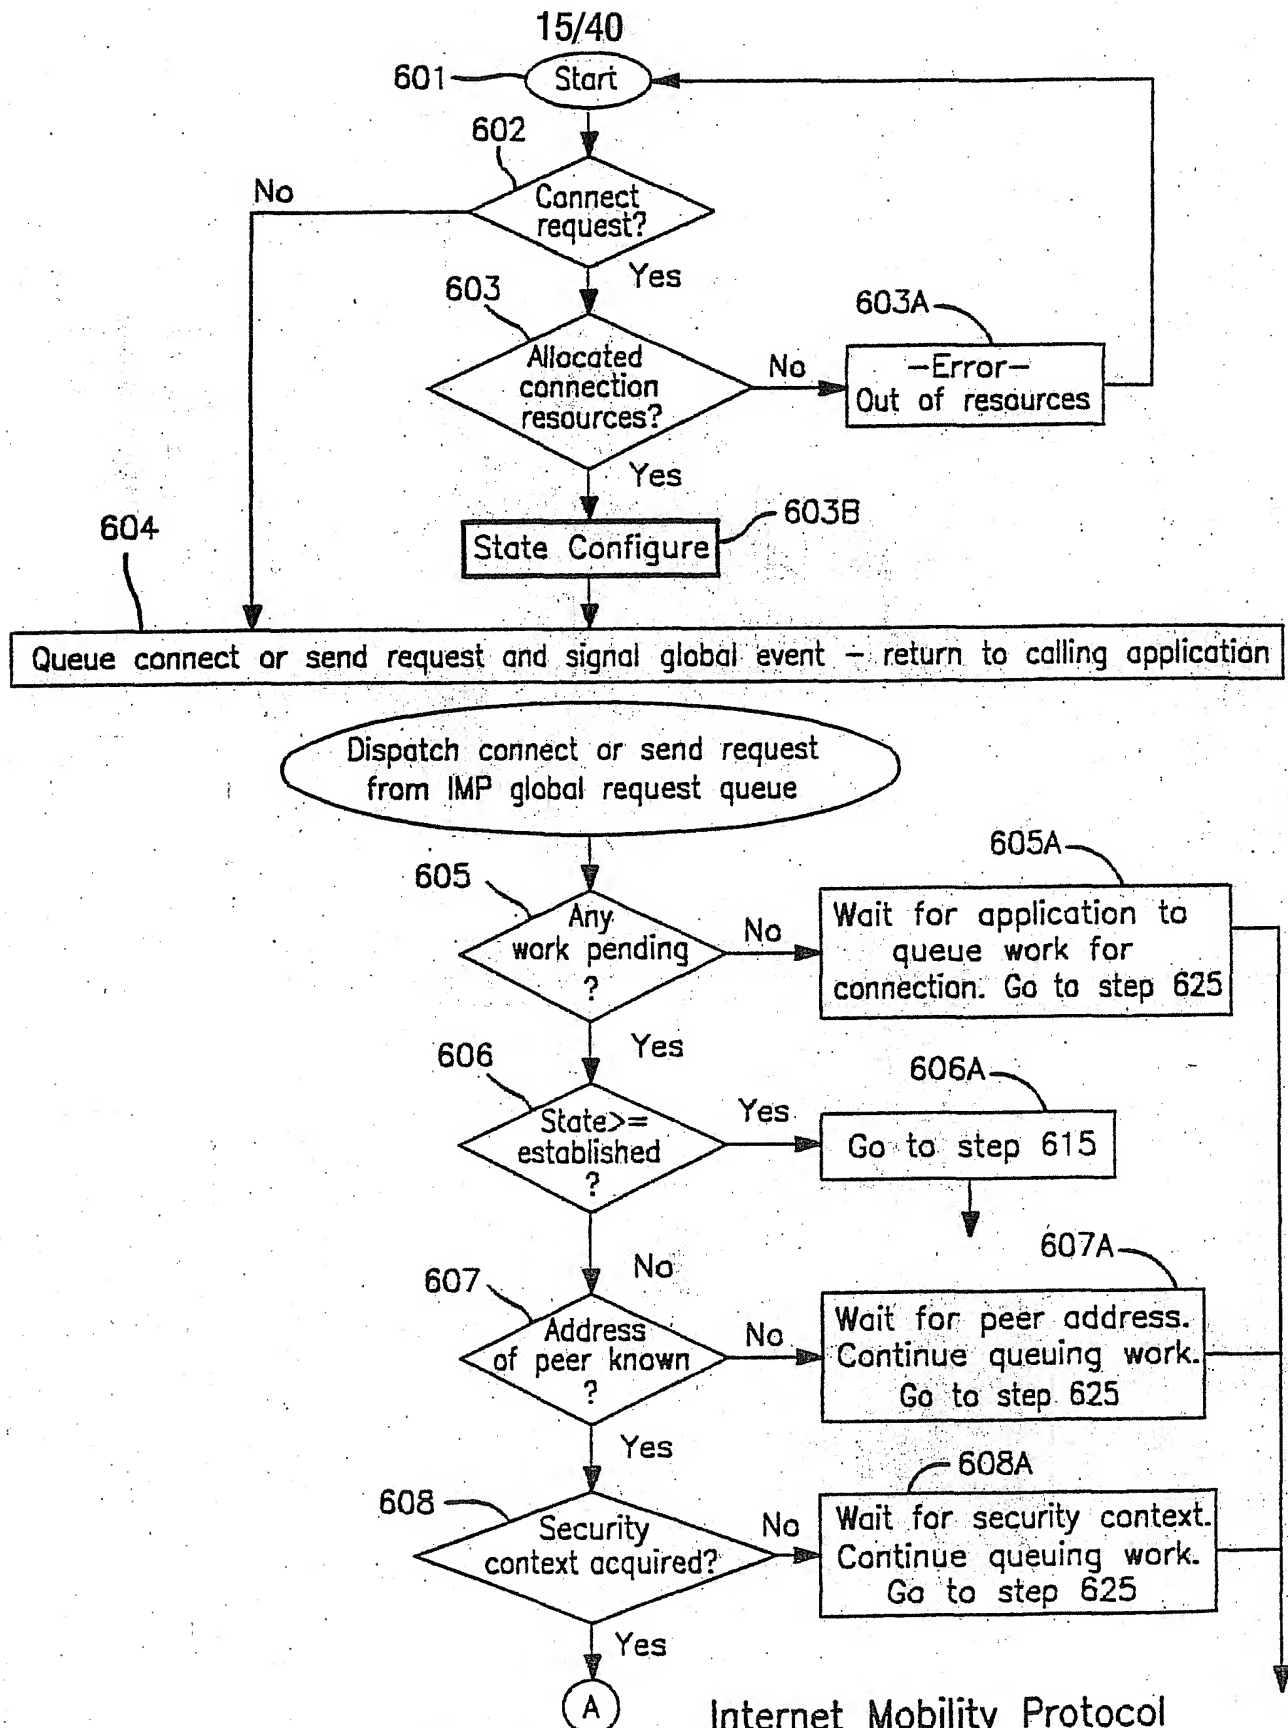 15/40
601
Start
602
No
Connect
request?
Yes
603
603A
Allocated
connection
resources?
No
-Error-
Out of resources
Yes
603B
State Configure
604
Queue connect or send request and signal global event - return to calling application
Dispatch connect or send request
from IMP global request queue
605
Any
work pending
?
No
605A
Wait for application to
queue work for
connection. Go to step 625
Yes
606
State>=
established
?
Yes
606A
Go to step 615
No
607
Address
of peer known
?
No
607A
Wait for peer address.
Continue queuing work.
Go to step 625
Yes
608
Security
context acquired?
No
608A
Wait for security context.
Continue queuing work.
Go to step 625
Yes
A
Internet Mobility Protocol